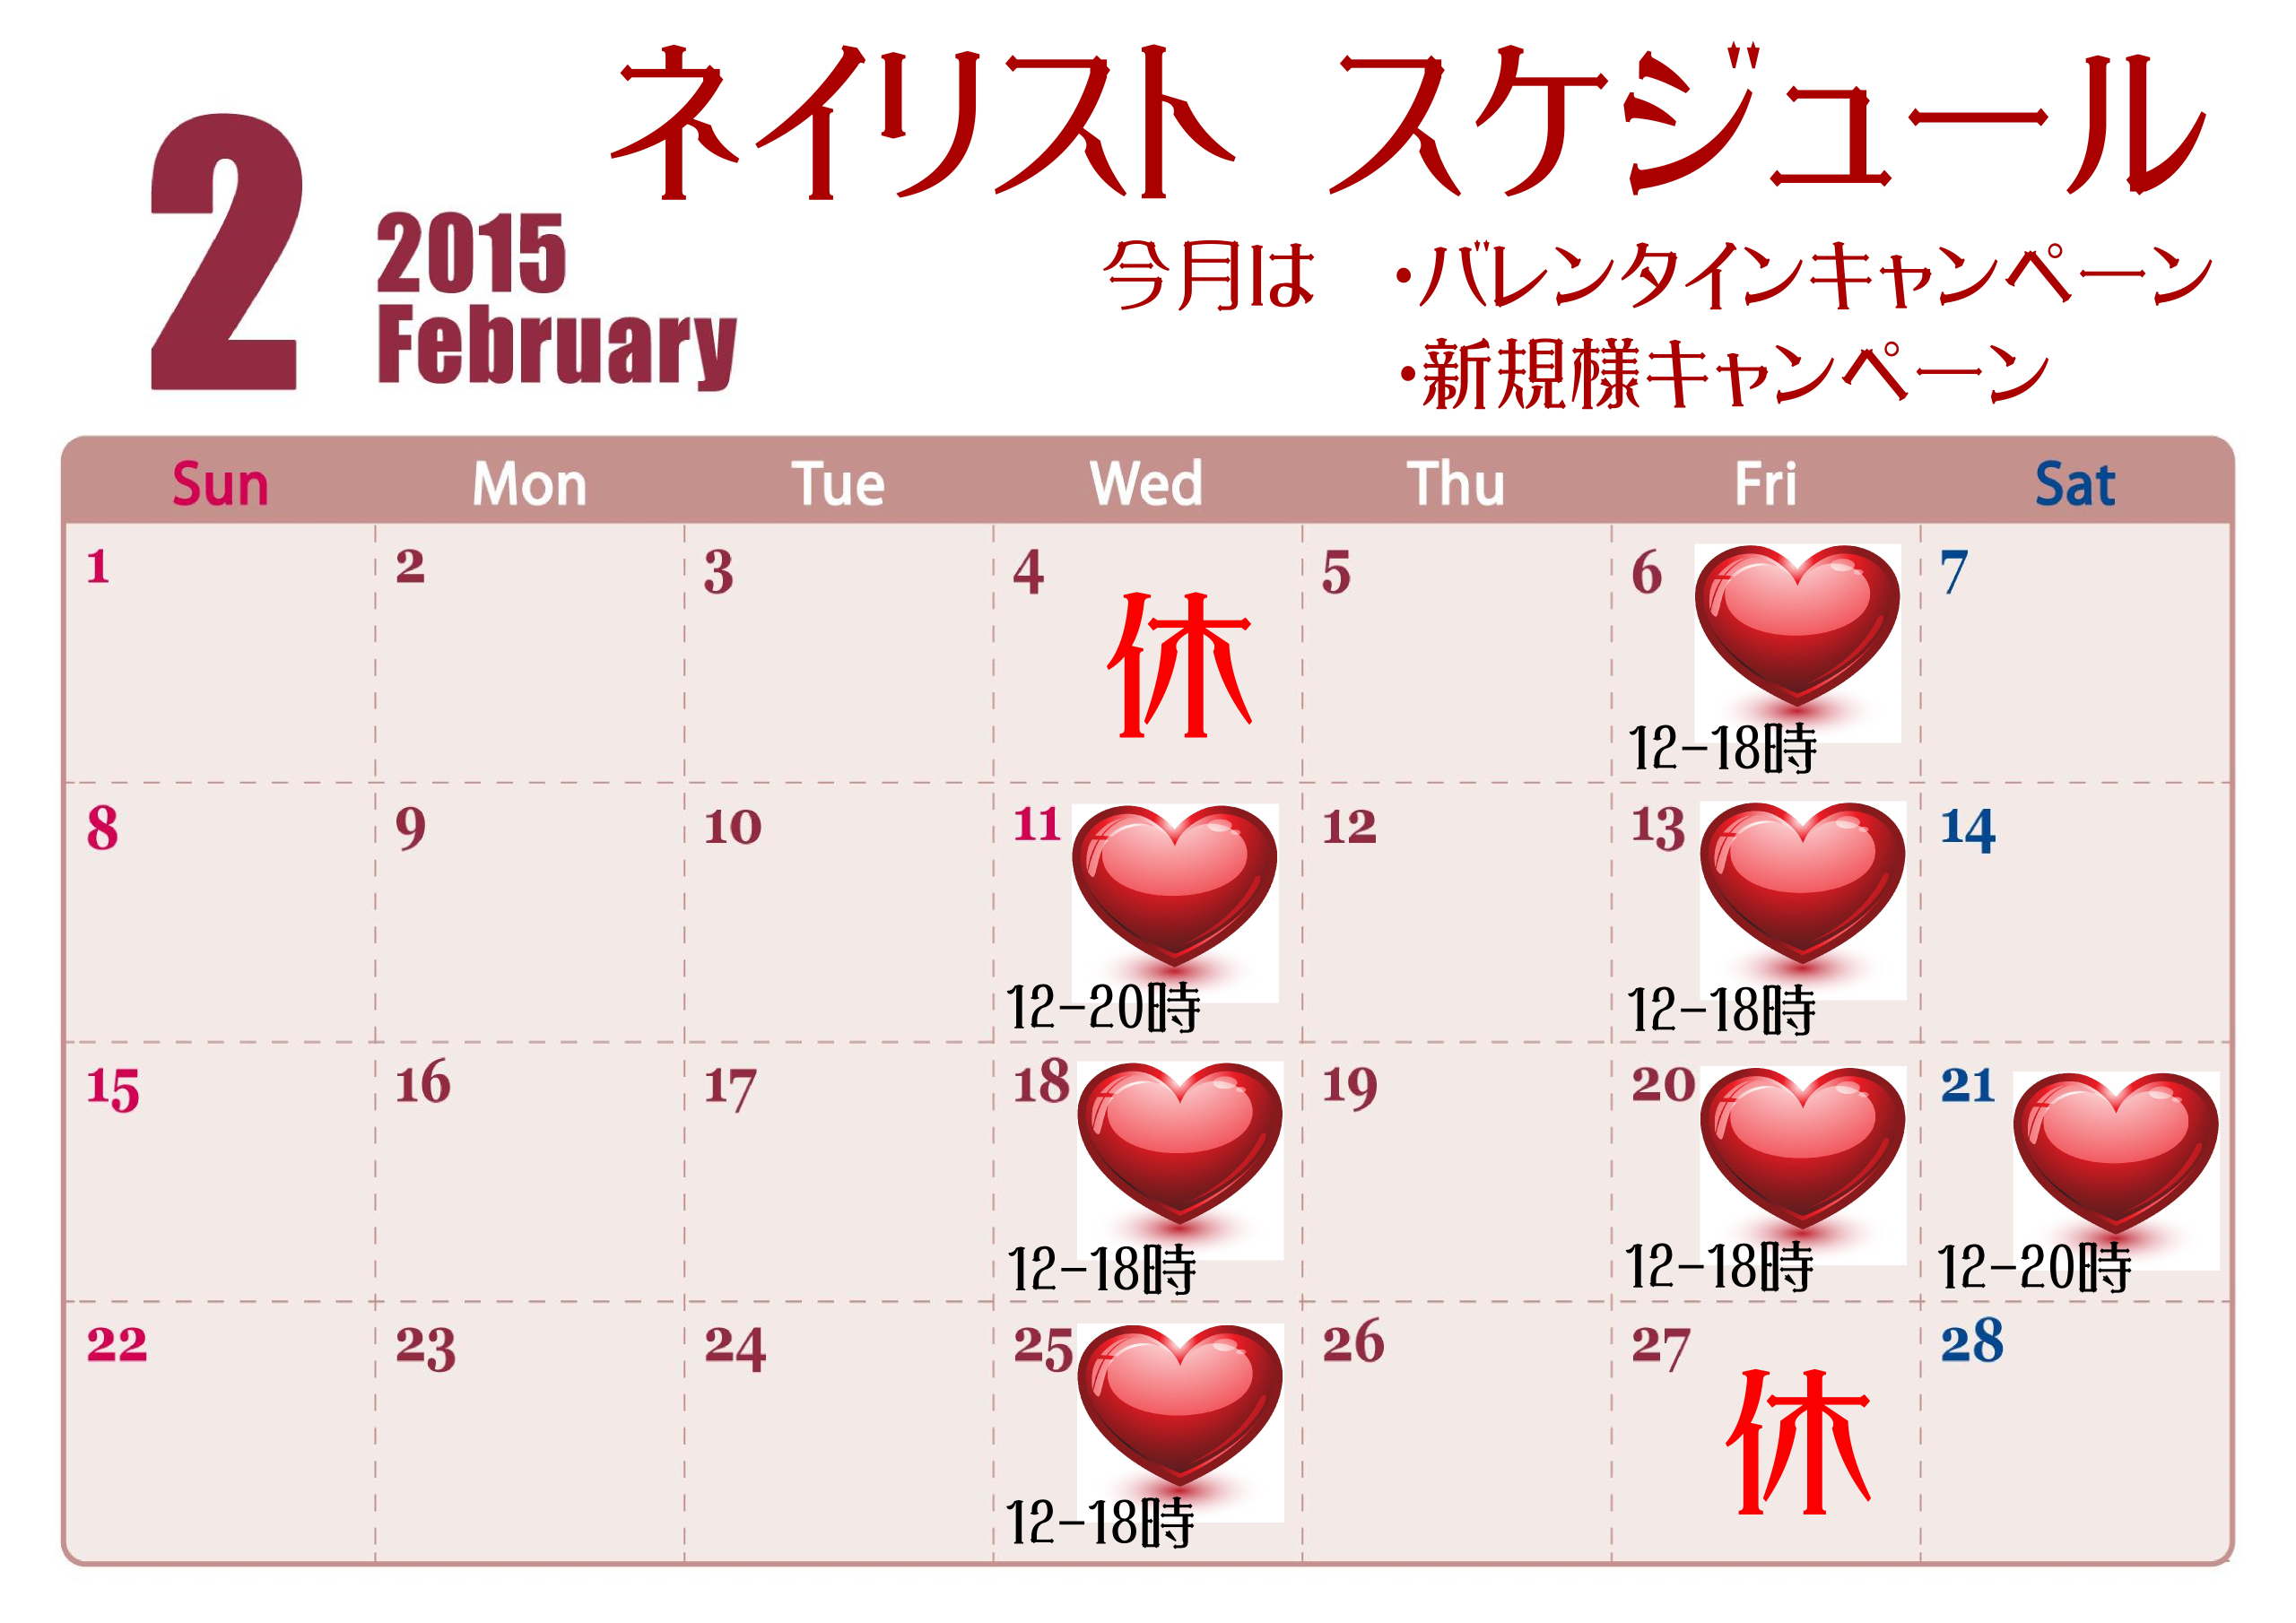 ネイリスト スケジュール
2
2015
February
今月は ・バレンタインキャンペーン
・新規様キャンペーン
Sun Mon Tue Wed Thu Fri Sat
1 2 3 4 5 6 7
休
12-18時
8 9 10 11 12 13 14
12-20時 12-18時
15 16 17 18 19 20 21
12-18時 12-18時 12-20時
22 23 24 25 26 27 28
休
12-18時